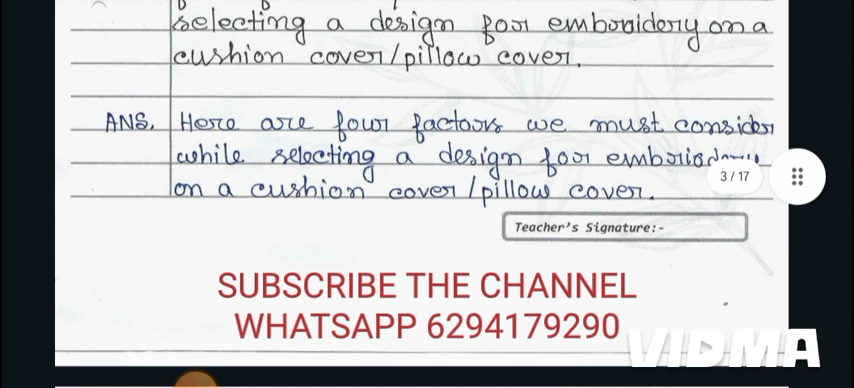 selecting a design for embroidery on a
cushion cover/pillow cover.
ANS. Here are four factors we must consider
while selecting a design for
on a cushion cover/pillow cover.
3 / 17
Teacher's Signature:-
SUBSCRIBE THE CHANNEL
WHATSAPP 6294179290
VIDMA